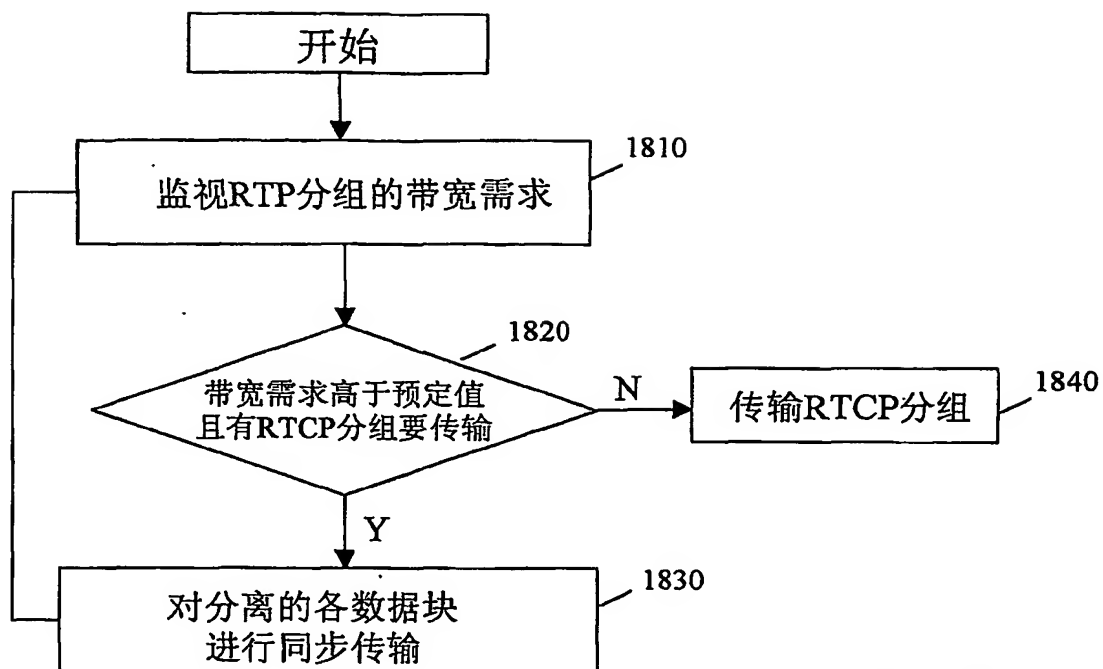 开始
1810
监视RTP分组的带宽需求
1820
带宽需求高于预定值
且有RTCP分组要传输
N
1840
传输RTCP分组
Y
1830
对分离的各数据块
进行同步传输